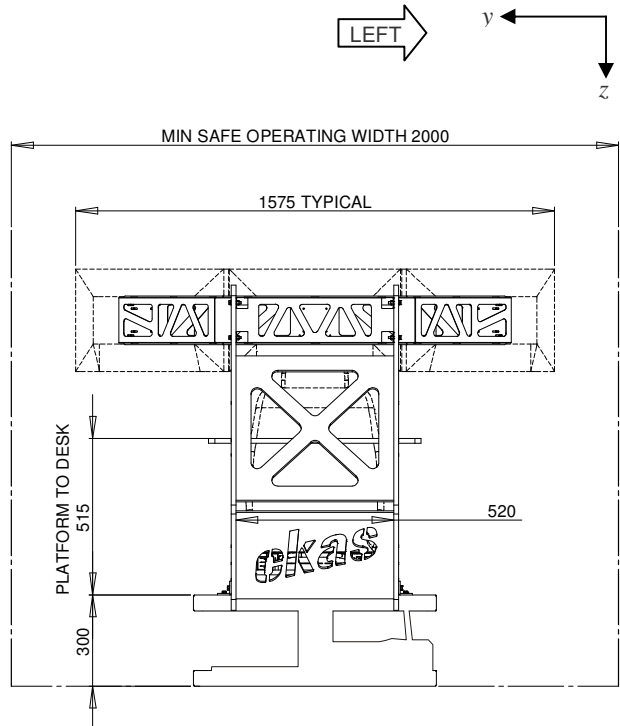 LEFT
y
z
MIN SAFE OPERATING WIDTH 2000
1575 TYPICAL
PLATFORM TO DESK
515
520
ekas
300